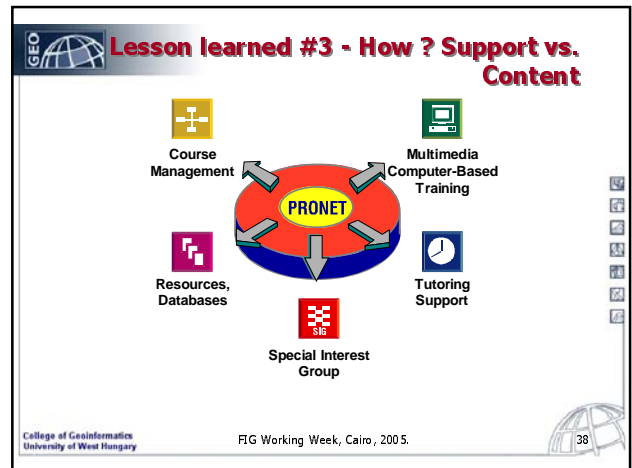 GEO
Lesson learned #3 - How ? Support vs.
Content
Course
Management
Multimedia
Computer-Based
Training
PRONET
Resources,
Databases
Tutoring
Support
SIG
Special Interest
Group
College of Geoinformatics
University of West Hungary
FIG Working Week, Cairo, 2005.
38